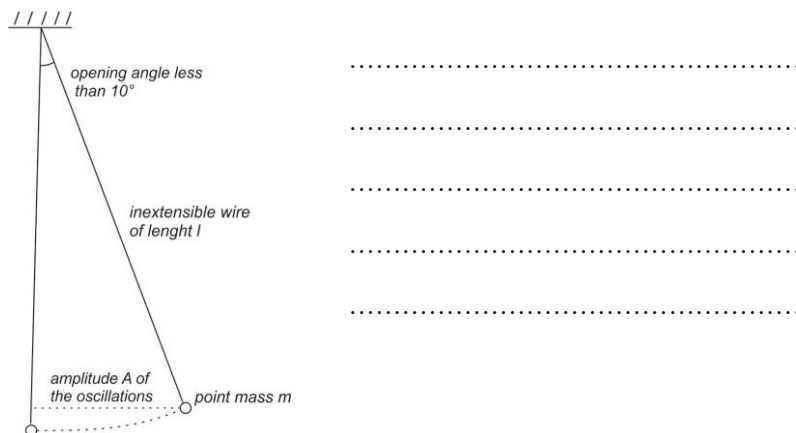 opening angle less
than 10°
inextensible wire
of lenght l
amplitude A of
the oscillations
point mass m